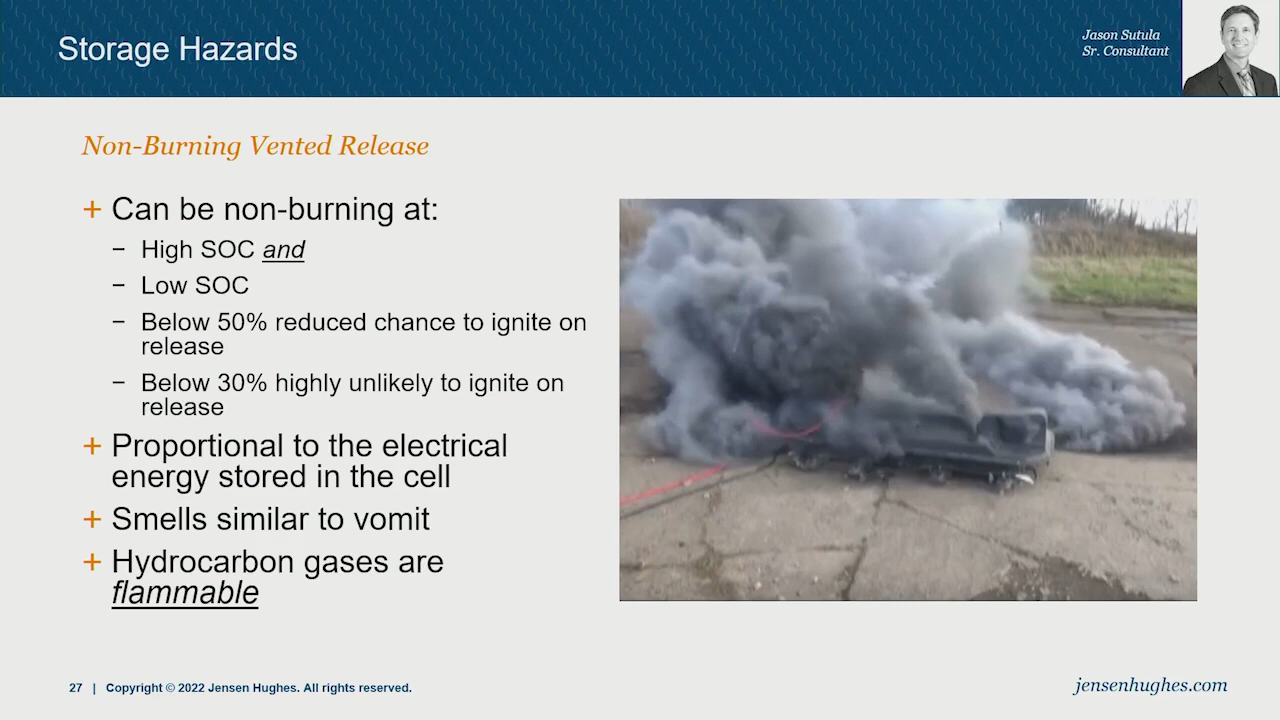 Storage Hazards
Jason Sutula
Sr. Consultant
Non-Burning Vented Release
+ Can be non-burning at:
− High SOC and
− Low SOC
− Below 50% reduced chance to ignite on
release
− Below 30% highly unlikely to ignite on
release
+ Proportional to the electrical
energy stored in the cell
+ Smells similar to vomit
+ Hydrocarbon gases are
flammable
27 | Copyright © 2022 Jensen Hughes. All rights reserved.
jensenhughes.com